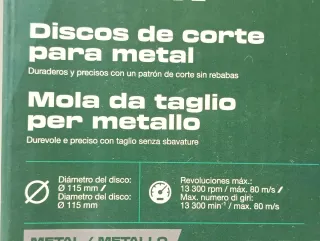 Discos de corte
para metal
Duraderos y precisos con un patrón de corte sin rebabas
Mola da taglio
per metallo
Durevole e preciso con taglio senza sbavature
Diámetro del disco:
Ø 115 mm /
Diametro del disco:
Ø 115 mm
Revoluciones máx.:
13 300 rpm / máx. 80 m/s /
Max. numero di giri:
13 300 min⁻¹ / max. 80 m/s
METAL / METALLO